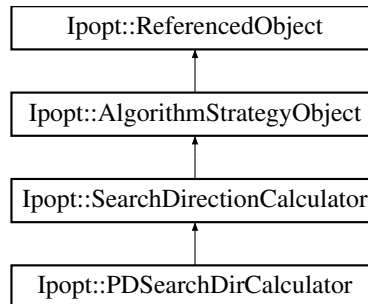 Ipopt::ReferencedObject
Ipopt::AlgorithmStrategyObject
Ipopt::SearchDirectionCalculator
Ipopt::PDSearchDirCalculator